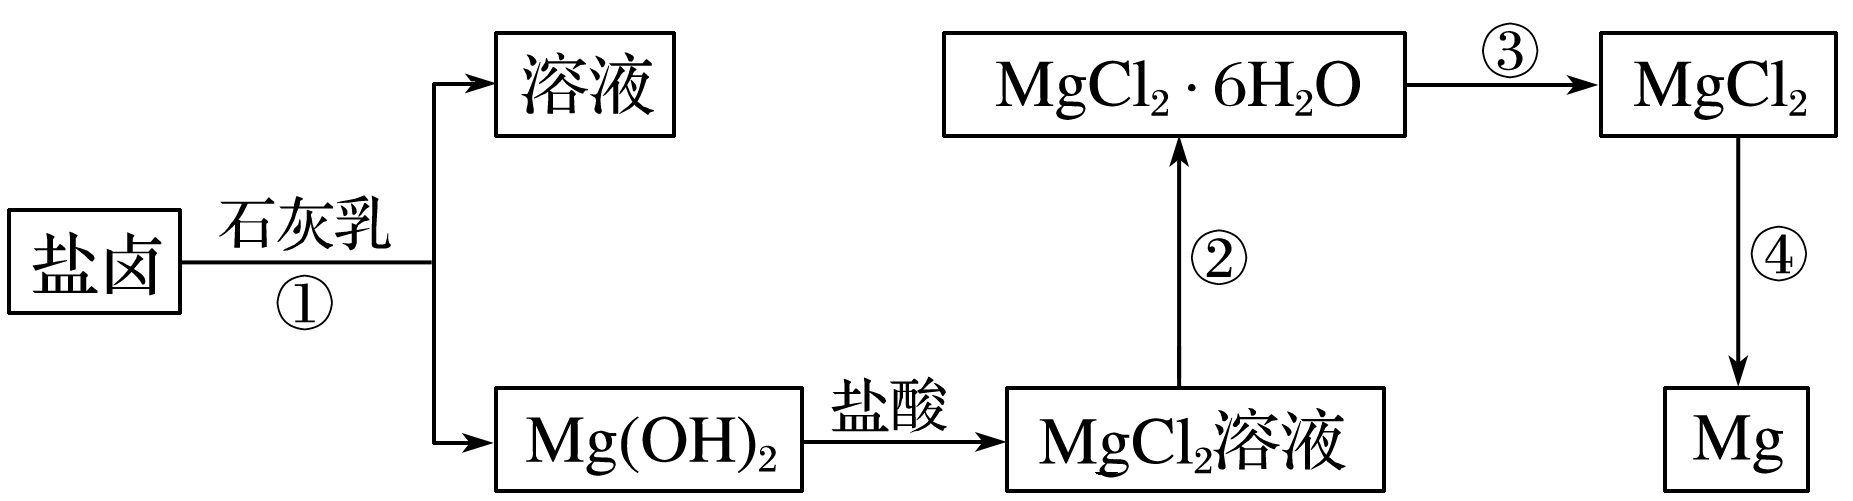 盐卤
石灰乳
①
溶液
Mg(OH)₂
盐酸
MgCl₂溶液
②
MgCl₂·6H₂O
③
MgCl₂
④
Mg